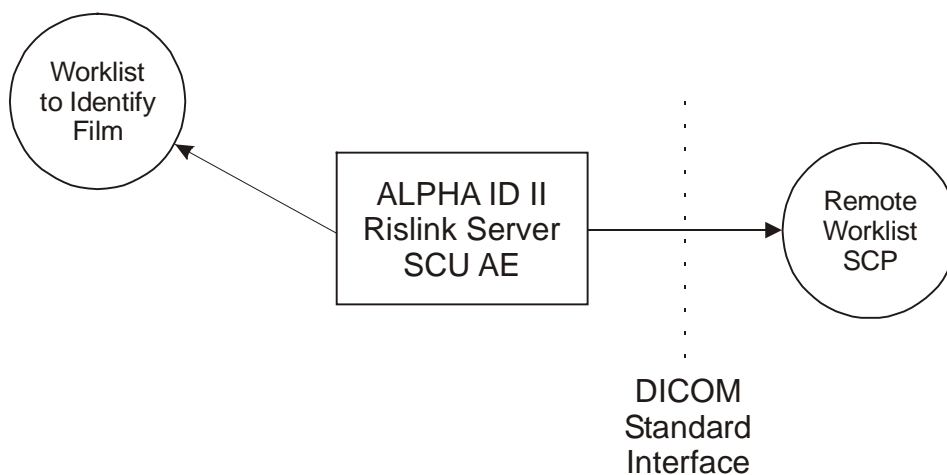 Worklist
to Identify
Film
ALPHA ID II
Rislink Server
SCU AE
Remote
Worklist
SCP
DICOM
Standard
Interface